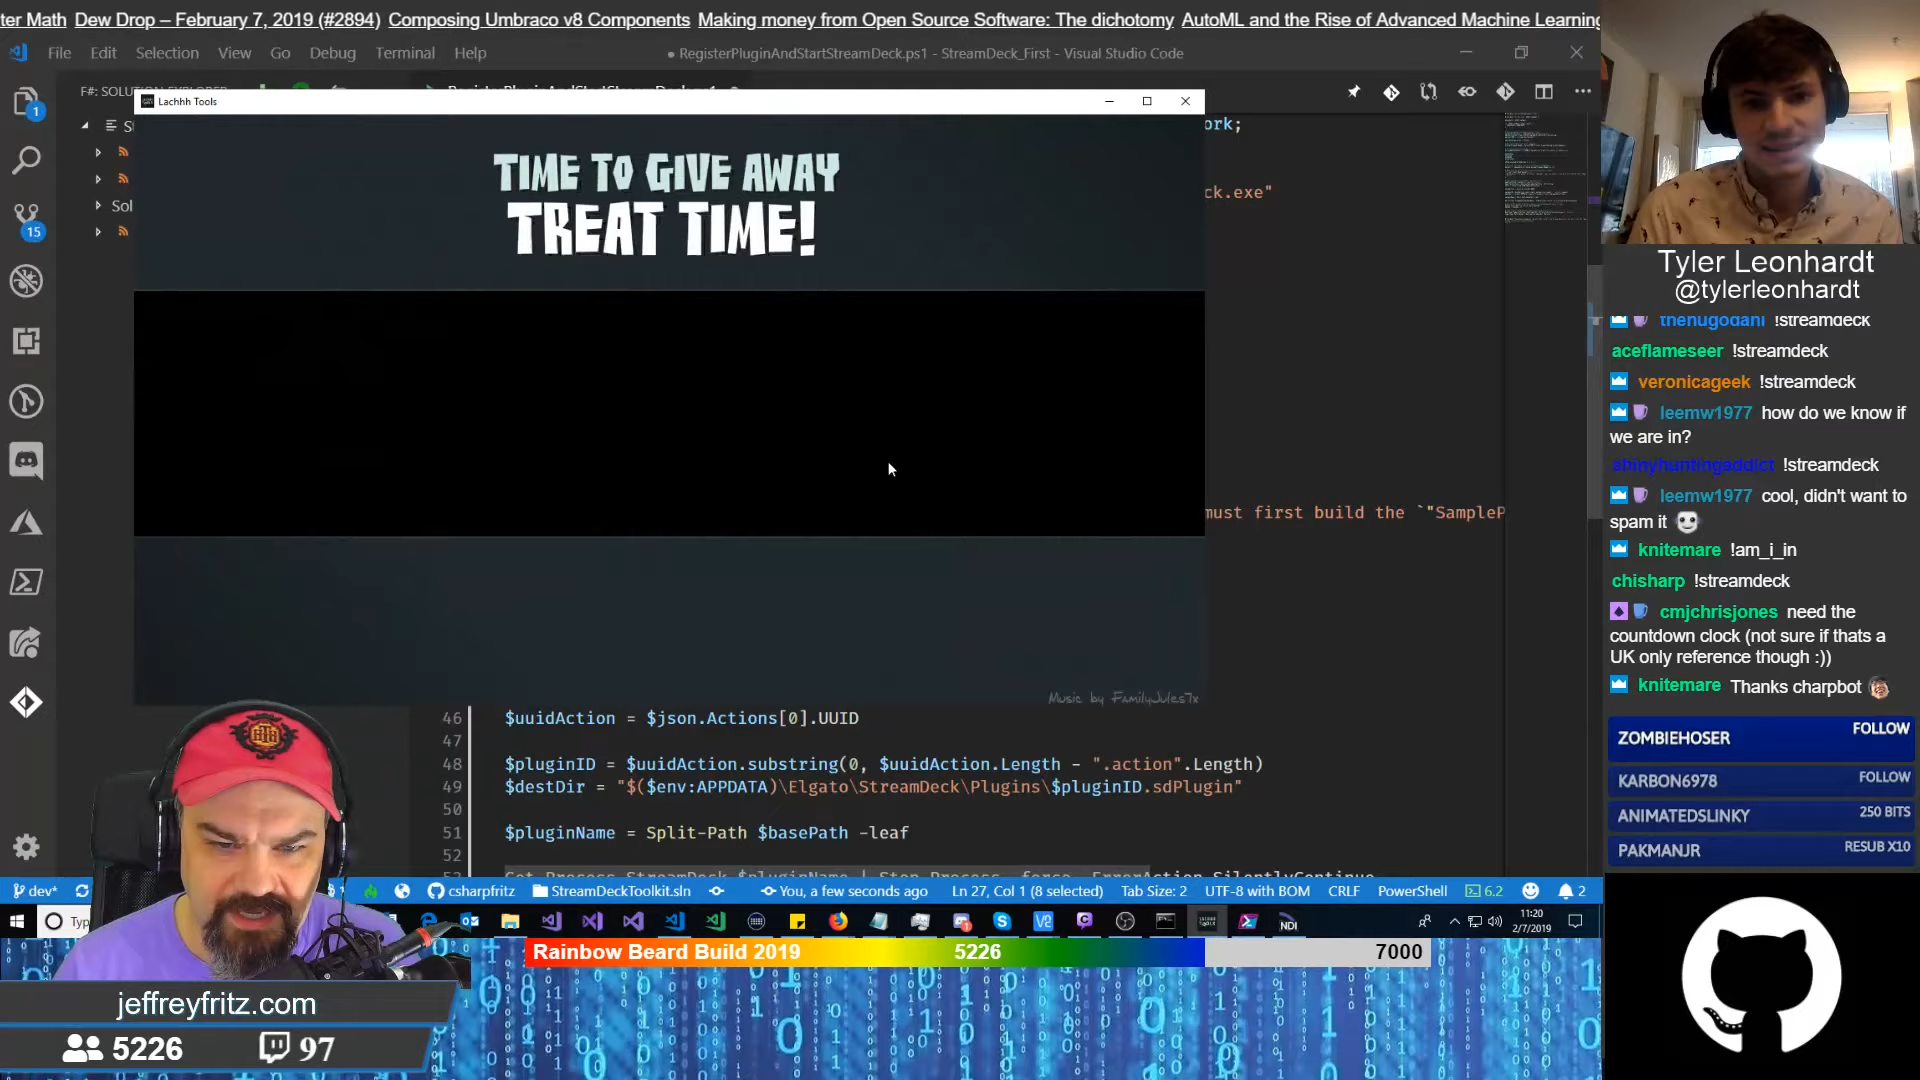 ter Math Dew Drop – February 7, 2019 (#2894) Composing Umbraco v8 Components Making money from Open Source Software: The dichotomy AutoML and the Rise of Advanced Machine Learning
File Edit Selection View Go Debug Terminal Help
● RegisterPluginAndStartStreamDeck.ps1 - StreamDeck_First - Visual Studio Code
F#: SOLUTION EXPLORER
Lachhh Tools
ork;
1
TIME TO GIVE AWAY
TREAT TIME!
ck.exe"
Sol
15
must first build the `"SampleP
Music by FamilyJules7x
46 $uuidAction = $json.Actions[0].UUID
47
48 $pluginID = $uuidAction.substring(0, $uuidAction.Length - ".action".Length)
49 $destDir = "$($env:APPDATA)\Elgato\StreamDeck\Plugins\$pluginID.sdPlugin"
50
51 $pluginName = Split-Path $basePath -leaf
52
dev* csharpfritz StreamDeckToolkit.sln You, a few seconds ago Ln 27, Col 1 (8 selected) Tab Size: 2 UTF-8 with BOM CRLF PowerShell 6.2 2
Typ
NDI
11:20
2/7/2019
Rainbow Beard Build 2019 5226 7000
jeffreyfritz.com
5226 97
Tyler Leonhardt
@tylerleonhardt
thenugodani !streamdeck
aceflameseer !streamdeck
veronicageek !streamdeck
leemw1977 how do we know if
we are in?
shinyhuntingaddict !streamdeck
leemw1977 cool, didn't want to
spam it
knitemare !am_i_in
chisharp !streamdeck
cmjchrisjones need the
countdown clock (not sure if thats a
UK only reference though :))
knitemare Thanks charpbot
ZOMBIEHOSER FOLLOW
KARBON6978 FOLLOW
ANIMATEDSLINKY 250 BITS
PAKMANJR RESUB X10